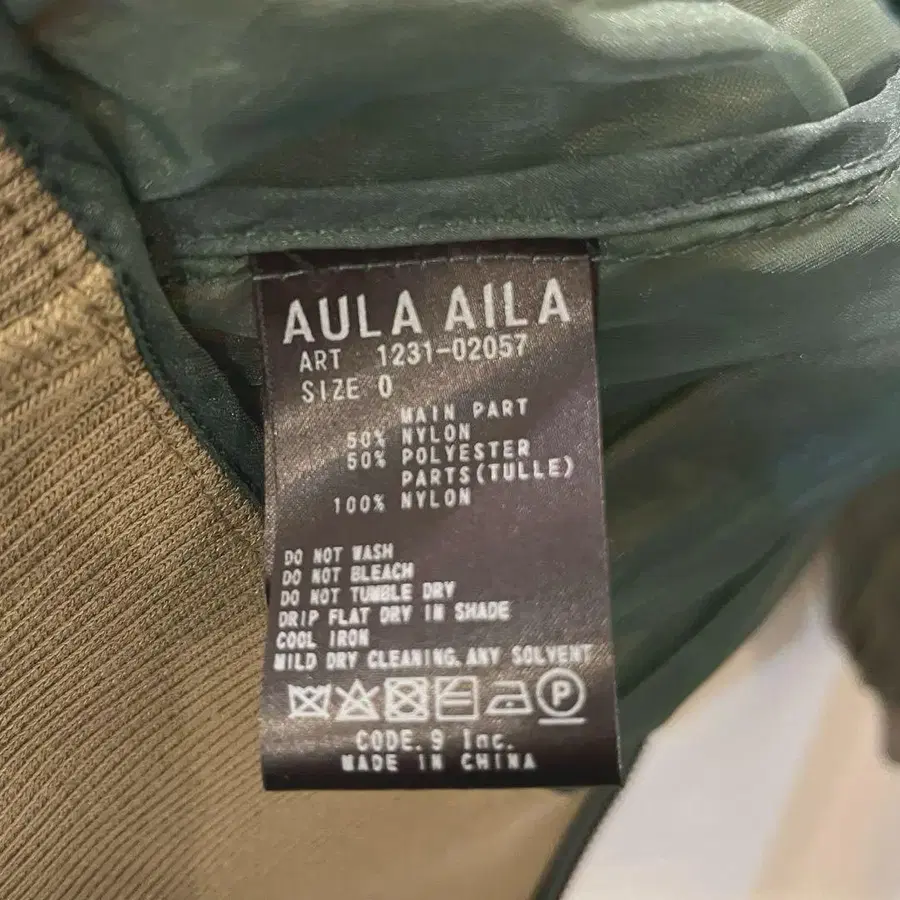 AULA AILA
ART 1231-02057
SIZE 0
MAIN PART
50% NYLON
50% POLYESTER
PARTS(TULLE)
100% NYLON
DO NOT WASH
DO NOT BLEACH
DO NOT TUMBLE DRY
DRIP FLAT DRY IN SHADE
COOL IRON
MILD DRY CLEANING. ANY SOLVENT
P
CODE. 9 Inc.
MADE IN CHINA